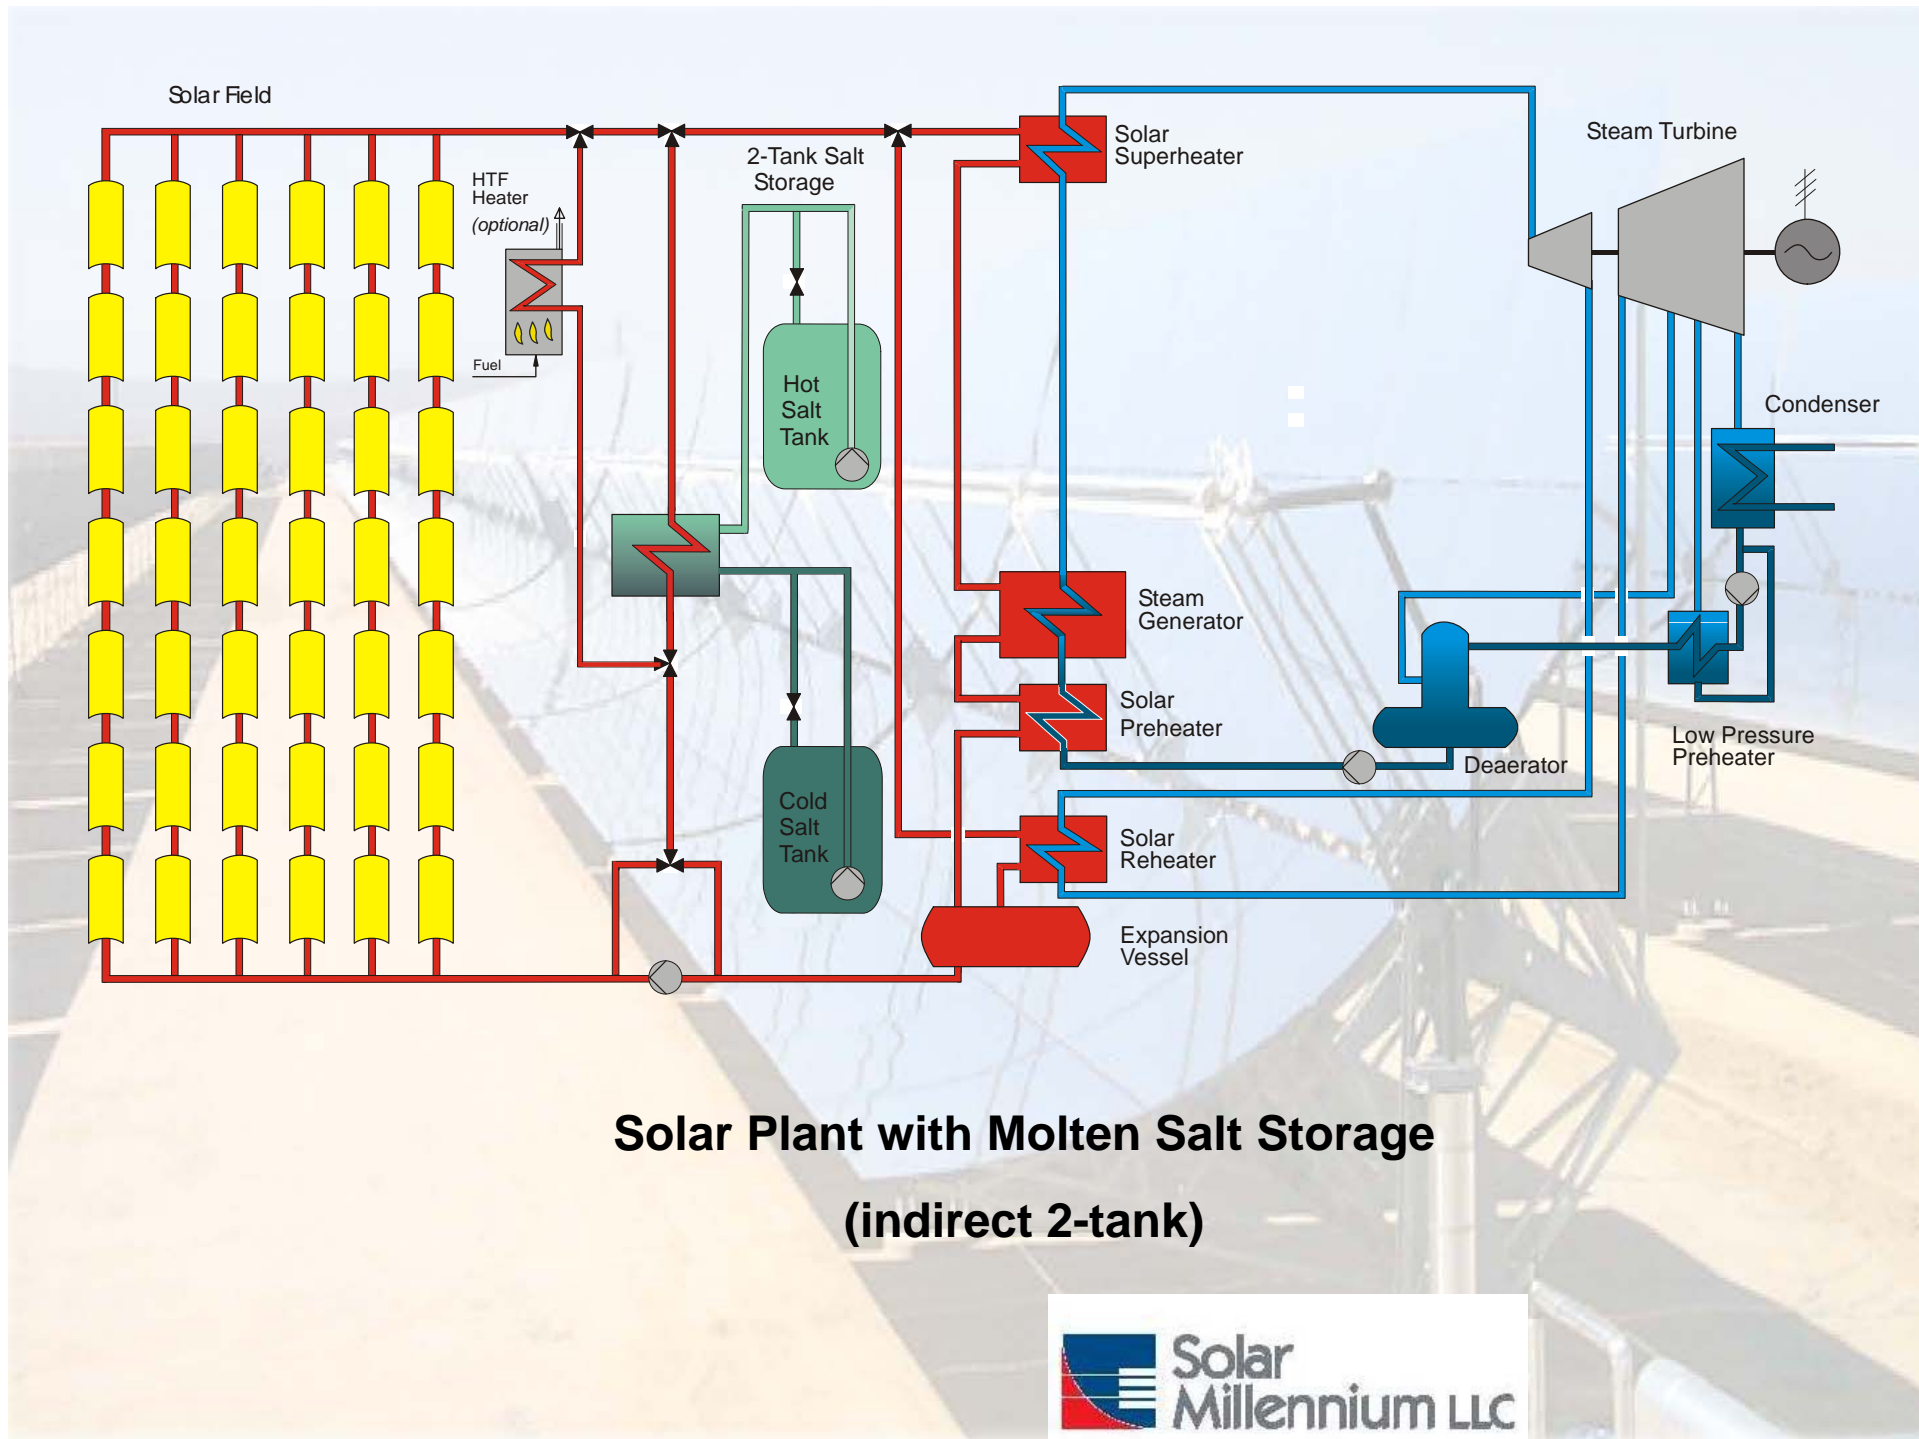 Solar Field
HTF
Heater
(optional)
Fuel
2-Tank Salt
Storage
Hot
Salt
Tank
Cold
Salt
Tank
Solar
Superheater
Steam Turbine
Condenser
Steam
Generator
Solar
Preheater
Deaerator
Low Pressure
Preheater
Solar
Reheater
Expansion
Vessel
Solar Plant with Molten Salt Storage
(indirect 2-tank)
Solar
Millennium LLC